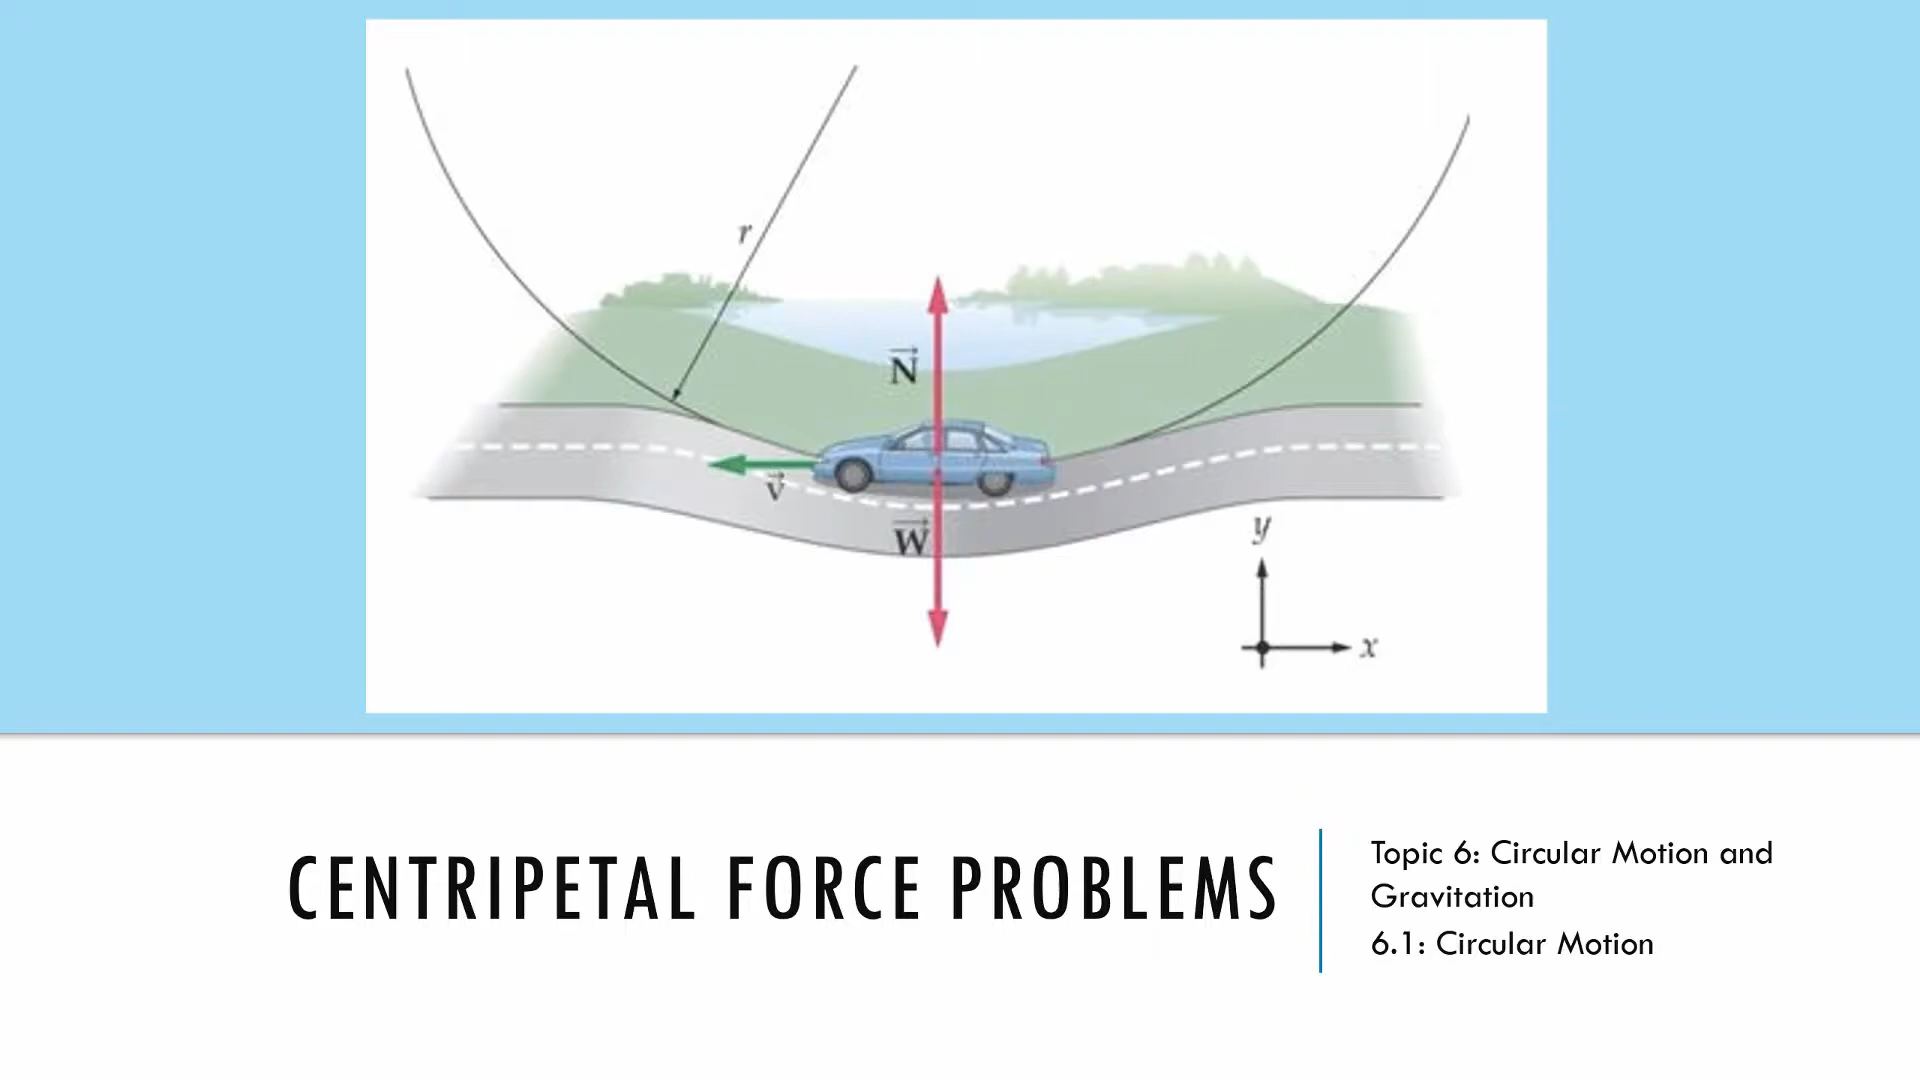 r
N
v
W
y
x
CENTRIPETAL FORCE PROBLEMS
Topic 6: Circular Motion and
Gravitation
6.1: Circular Motion